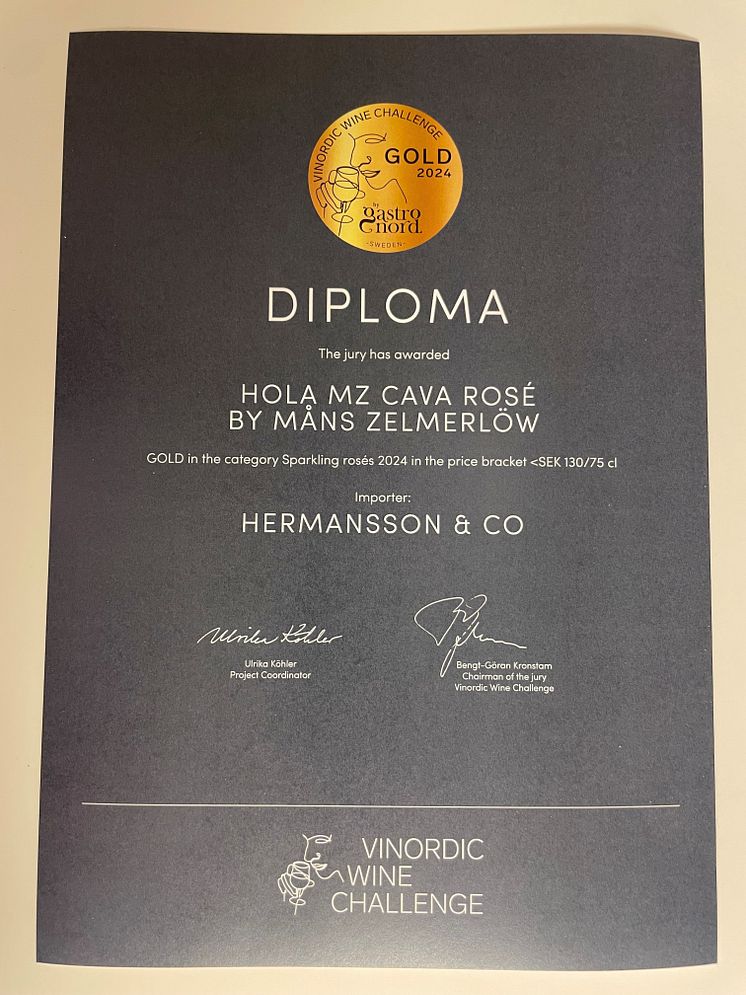 VINORDIC WINE CHALLENGE
GOLD
2024
by
gastro
nord.
-SWEDEN-
DIPLOMA
The jury has awarded
HOLA MZ CAVA ROSÉ
BY MÅNS ZELMERLÖW
GOLD in the category Sparkling rosés 2024 in the price bracket <SEK 130/75 cl
Importer:
HERMANSSON & CO
Ulrika Köhler
Ulrika Köhler
Project Coordinator
Bengt-Göran Kronstam
Chairman of the jury
Vinordic Wine Challenge
VINORDIC
WINE
CHALLENGE